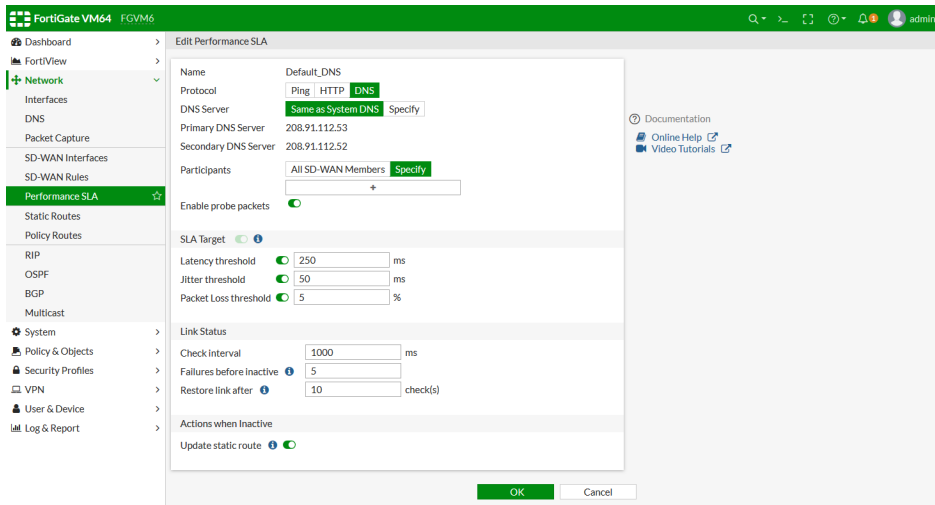 FortiGate VM64 FGVM6
>_ 1 admin
Dashboard
FortiView
Network
Interfaces
DNS
Packet Capture
SD-WAN Interfaces
SD-WAN Rules
Performance SLA
Static Routes
Policy Routes
RIP
OSPF
BGP
Multicast
System
Policy & Objects
Security Profiles
VPN
User & Device
Log & Report
Edit Performance SLA
Name Default_DNS
Protocol Ping HTTP DNS
DNS Server Same as System DNS Specify
Primary DNS Server 208.91.112.53
Secondary DNS Server 208.91.112.52
Participants All SD-WAN Members Specify
+
Enable probe packets
SLA Target
Latency threshold 250 ms
Jitter threshold 50 ms
Packet Loss threshold 5 %
Link Status
Check interval 1000 ms
Failures before inactive 5
Restore link after 10 check(s)
Actions when Inactive
Update static route
OK Cancel
Documentation
Online Help
Video Tutorials